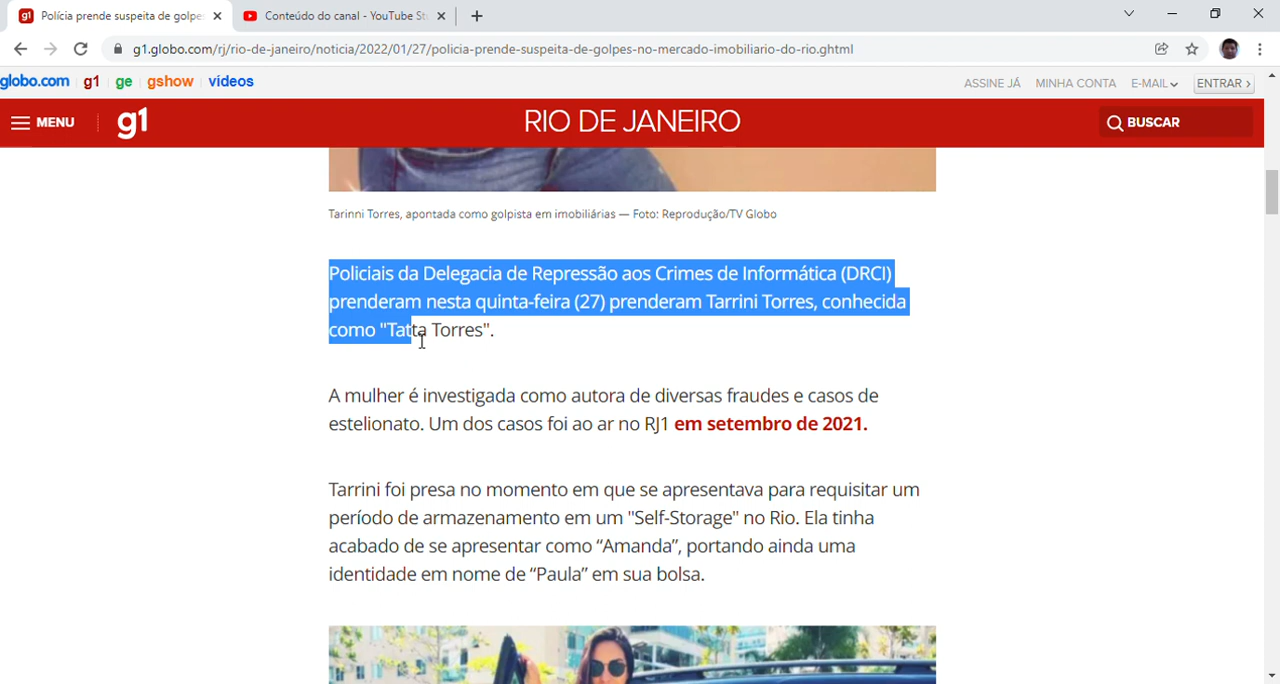 g1 Polícia prende suspeita de golpe
Conteúdo do canal - YouTube St
g1.globo.com/rj/rio-de-janeiro/noticia/2022/01/27/policia-prende-suspeita-de-golpes-no-mercado-imobiliario-do-rio.ghtml
globo.com g1 ge gshow videos
ASSINE JÁ MINHA CONTA E-MAIL ENTRAR ›
MENU g1 RIO DE JANEIRO BUSCAR
Tarinni Torres, apontada como golpista em imobiliárias — Foto: Reprodução/TV Globo
Policiais da Delegacia de Repressão aos Crimes de Informática (DRCI)
prenderam nesta quinta-feira (27) prenderam Tarrini Torres, conhecida
como "Tatta Torres".
A mulher é investigada como autora de diversas fraudes e casos de
estelionato. Um dos casos foi ao ar no RJ1 em setembro de 2021.
Tarrini foi presa no momento em que se apresentava para requisitar um
período de armazenamento em um "Self-Storage" no Rio. Ela tinha
acabado de se apresentar como “Amanda”, portando ainda uma
identidade em nome de “Paula” em sua bolsa.